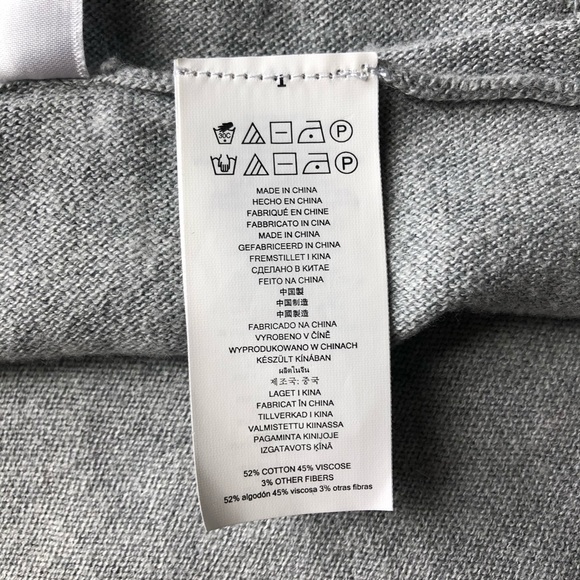 30C P
P
MADE IN CHINA
HECHO EN CHINA
FABRIQUÉ EN CHINE
FABBRICATO IN CINA
MADE IN CHINA
GEFABRICEERD IN CHINA
FREMSTILLET I KINA
СДЕЛАНО В КИТАЕ
FEITO NA CHINA
中国製
中国制造
中國製造
FABRICADO NA CHINA
VYROBENO V ČÍNĚ
WYPRODUKOWANO W CHINACH
KÉSZÜLT KÍNÁBAN
ผลิตในจีน
제조국: 중국
LAGET I KINA
FABRICAT ÎN CHINA
TILLVERKAD I KINA
VALMISTETTU KIINASSA
PAGAMINTA KINIJOJE
IZGATAVOTS ĶĪNĀ
52% COTTON 45% VISCOSE
3% OTHER FIBERS
52% algodón 45% viscosa 3% otras fibras